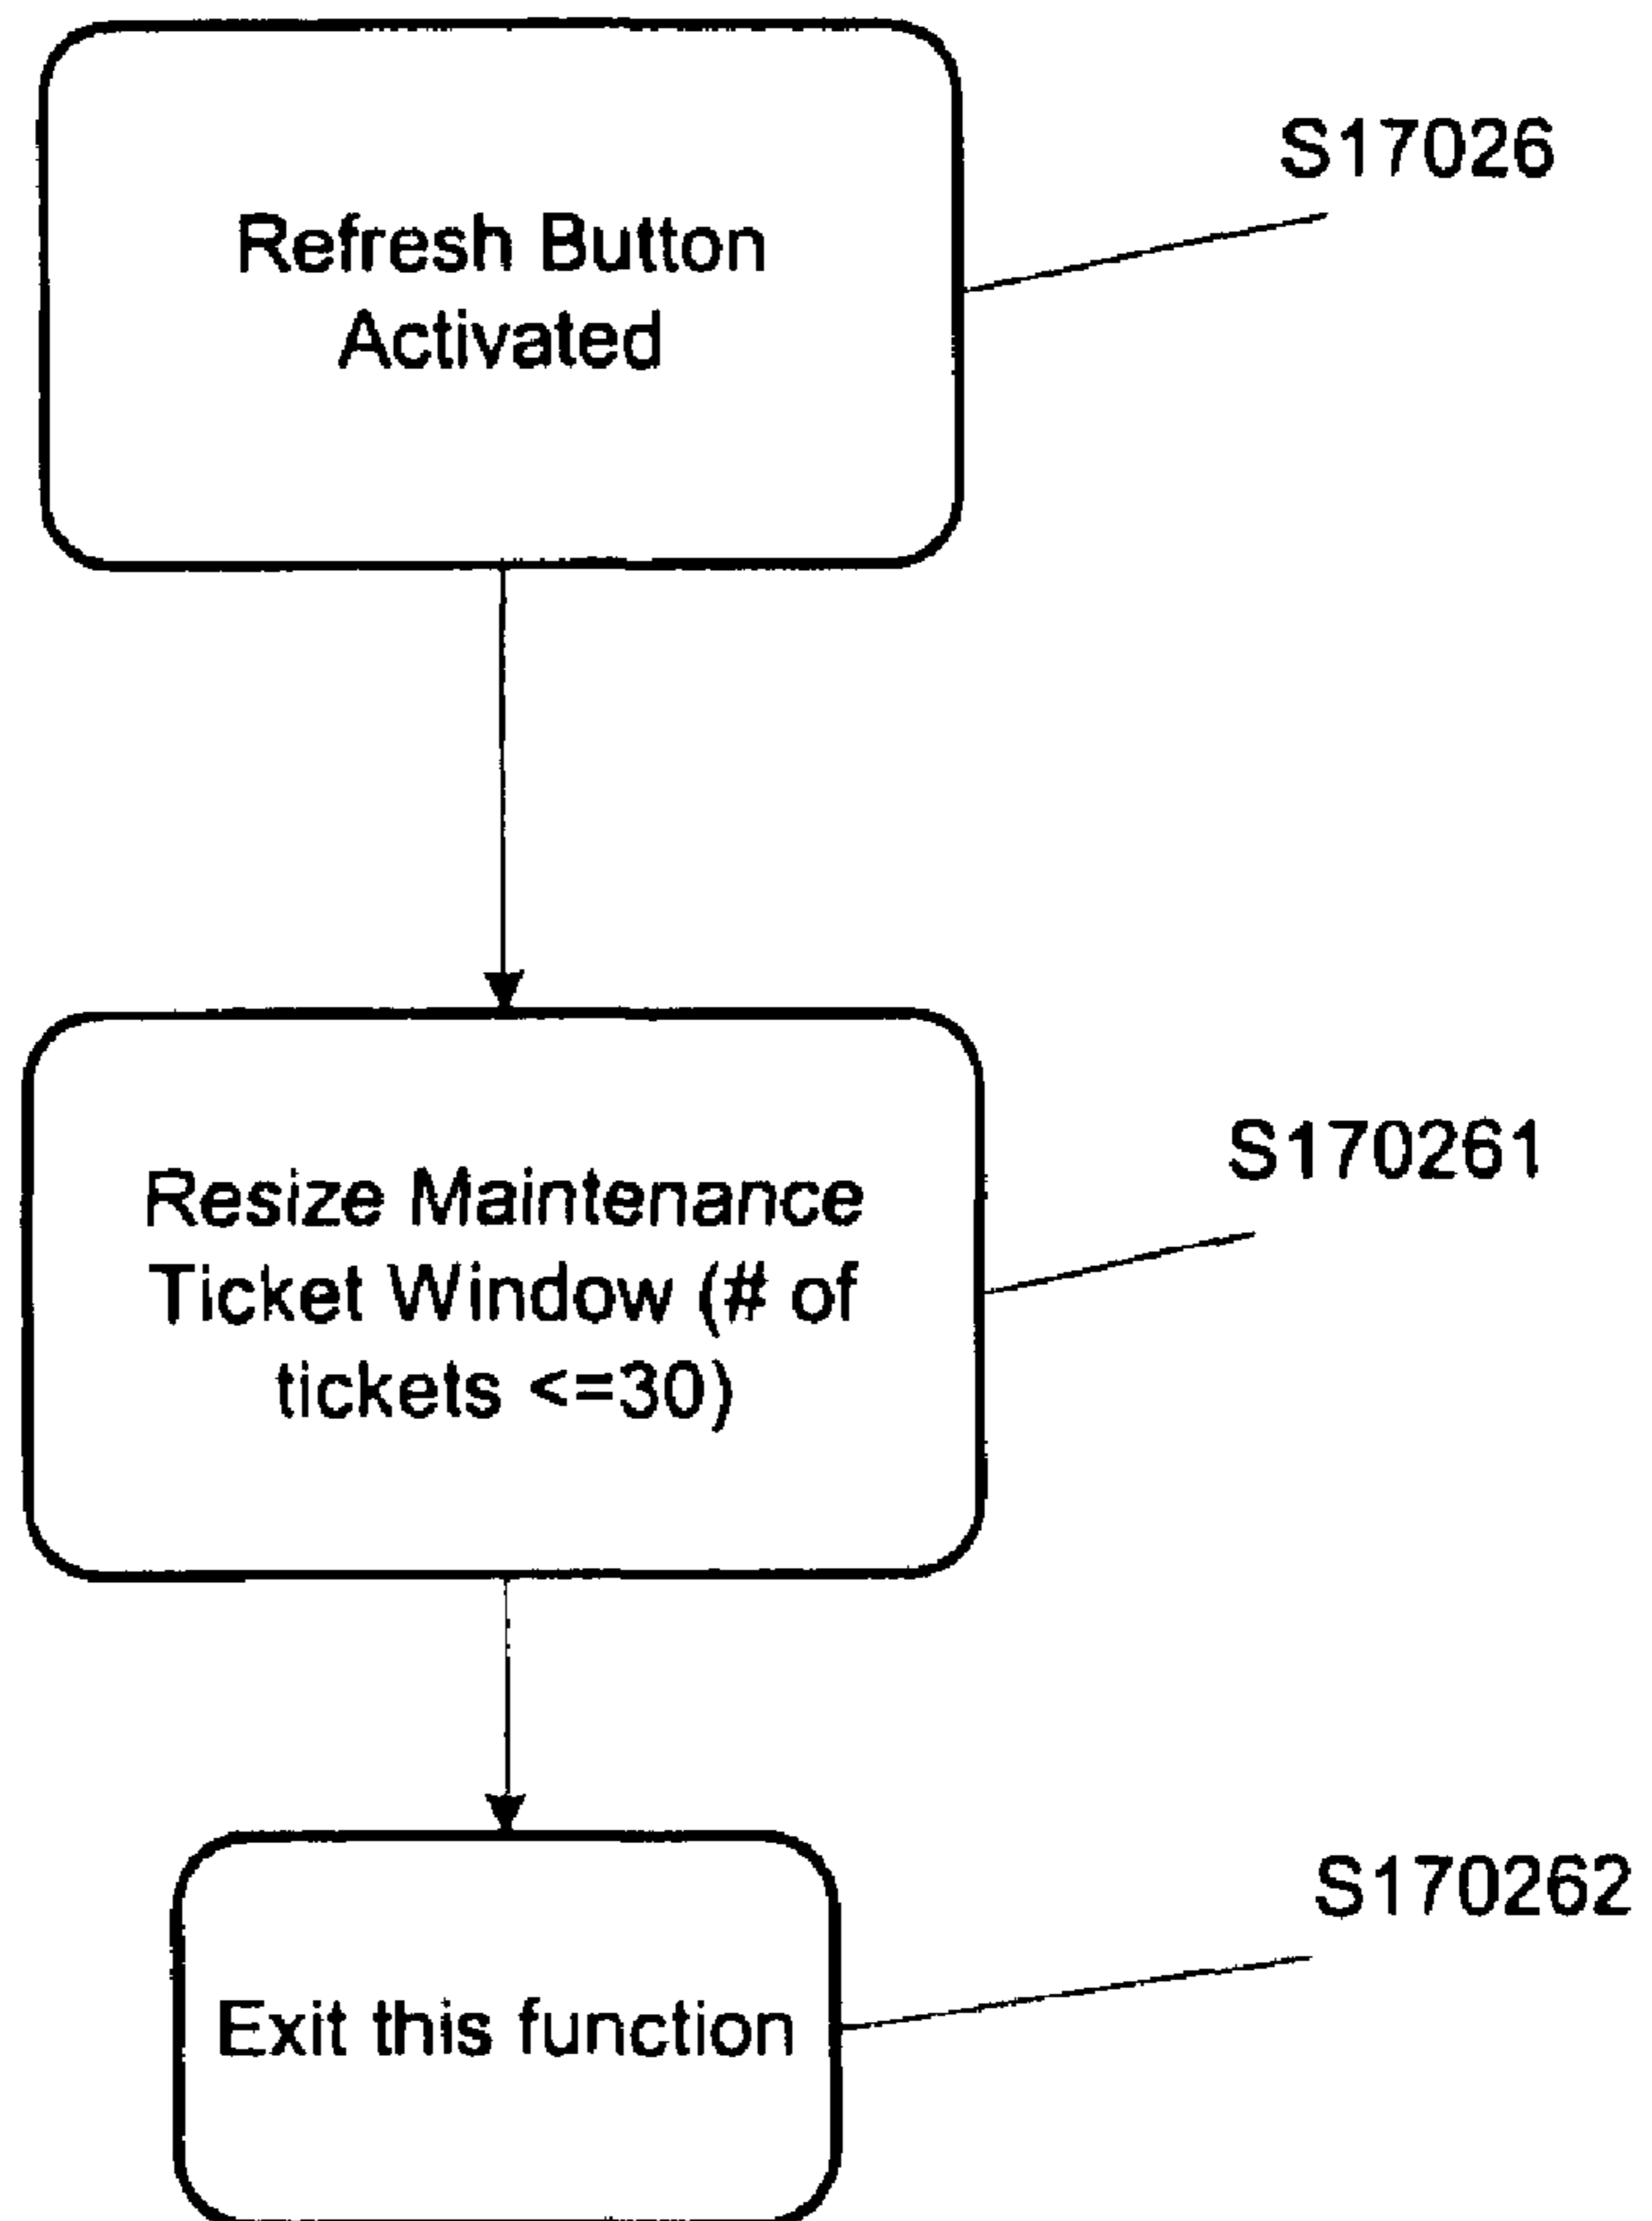 S17026
Refresh Button
Activated
S170261
Resize Maintenance
Ticket Window (# of
tickets <=30)
S170262
Exit this function